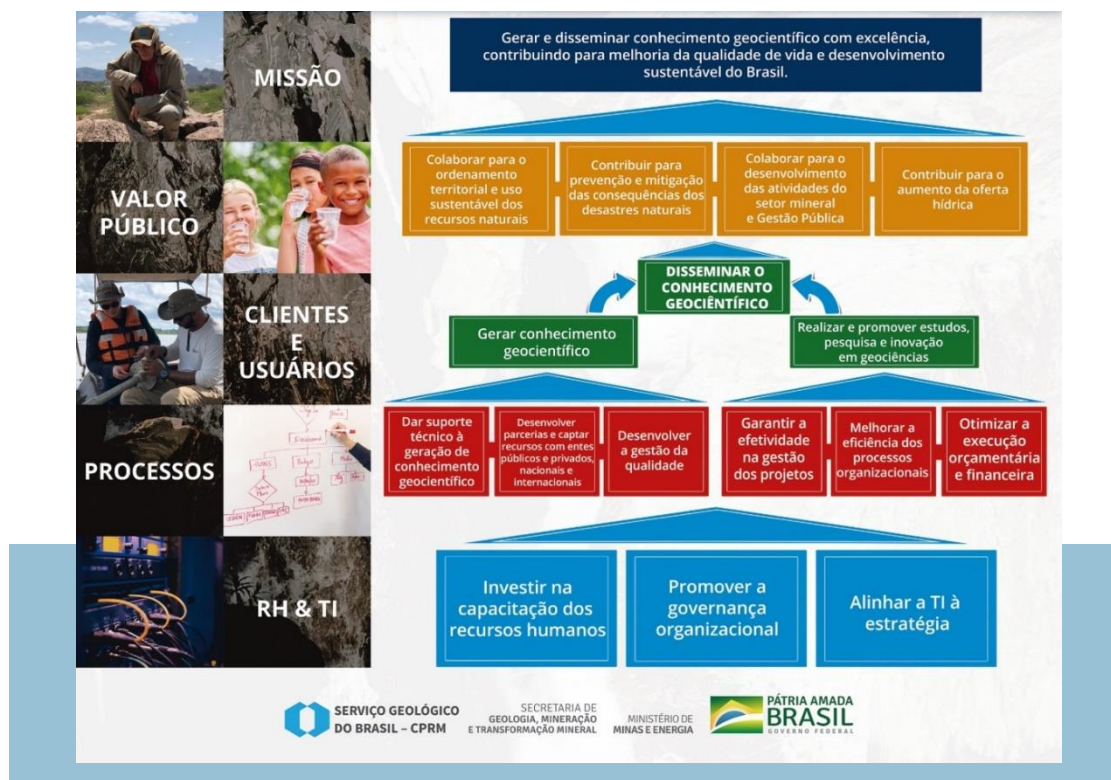 MISSÃO
Gerar e disseminar conhecimento geocientífico com excelência,
contribuindo para melhoria da qualidade de vida e desenvolvimento
sustentável do Brasil.
VALOR
PÚBLICO
Colaborar para o
ordenamento
territorial e uso
sustentável dos
recursos naturais
Contribuir para
prevenção e mitigação
das consequências dos
desastres naturais
Colaborar para o
desenvolvimento
das atividades do
setor mineral
e Gestão Pública
Contribuir para o
aumento da oferta
hídrica
CLIENTES
E
USUÁRIOS
DISSEMINAR O
CONHECIMENTO
GEOCIÊNTÍFICO
Gerar conhecimento
geocientífico
Realizar e promover estudos,
pesquisa e inovação
em geociências
PROCESSOS
Dar suporte
técnico à
geração de
conhecimento
geocientífico
Desenvolver
parcerias e captar
recursos com entes
públicos e privados,
nacionais e
internacionais
Desenvolver
a gestão da
qualidade
Garantir a
efetividade
na gestão
dos projetos
Melhorar a
eficiência dos
processos
organizacionais
Otimizar a
execução
orçamentária
e financeira
RH & TI
Investir na
capacitação dos
recursos humanos
Promover a
governança
organizacional
Alinhar a TI à
estratégia
SERVIÇO GEOLÓGICO
DO BRASIL – CPRM
SECRETARIA DE
GEOLOGIA, MINERAÇÃO
E TRANSFORMAÇÃO MINERAL
MINISTÉRIO DE
MINAS E ENERGIA
PÁTRIA AMADA
BRASIL
GOVERNO FEDERAL